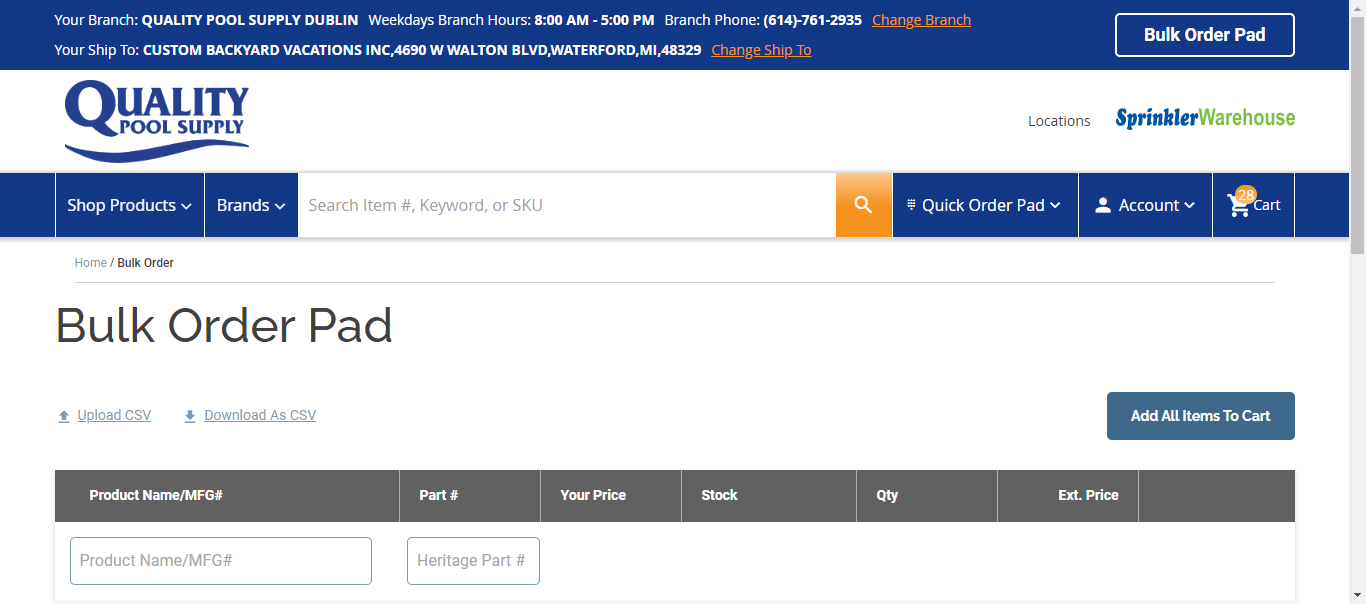 Your Branch: QUALITY POOL SUPPLY DUBLIN Weekdays Branch Hours: 8:00 AM - 5:00 PM Branch Phone: (614)-761-2935 Change Branch
Bulk Order Pad
Your Ship To: CUSTOM BACKYARD VACATIONS INC,4690 W WALTON BLVD,WATERFORD,MI,48329 Change Ship To
QUALITY
POOL SUPPLY
Locations
SprinklerWarehouse
Shop Products
Brands
Search Item #, Keyword, or SKU
Quick Order Pad
Account
28
Cart
Home / Bulk Order
Bulk Order Pad
Upload CSV
Download As CSV
Add All Items To Cart
Product Name/MFG# Part # Your Price Stock Qty Ext. Price
Product Name/MFG# Heritage Part #